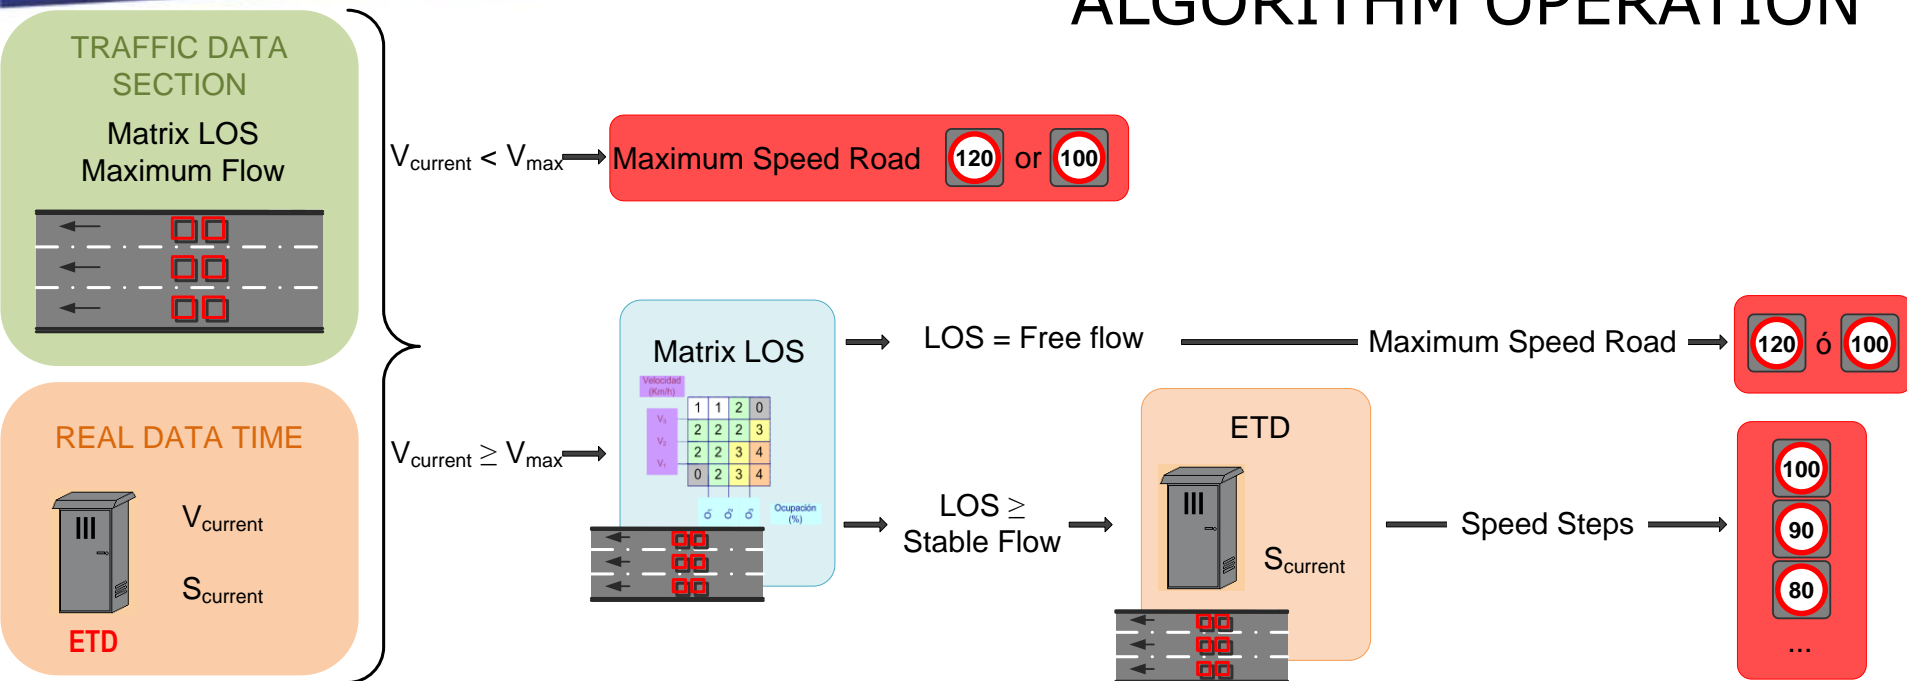 ALGORITHM OPERATION
TRAFFIC DATA
SECTION
Matrix LOS
Maximum Flow
REAL DATA TIME
Vcurrent
Scurrent
ETD
Vcurrent < Vmax
Maximum Speed Road 120 or 100
Vcurrent ≥ Vmax
Matrix LOS
Velocidad
(Km/h)
V3
V2
V1
1 1 2 0
2 2 2 3
2 2 3 4
0 2 3 4
Ocupación
(%)
LOS = Free flow
Maximum Speed Road
120 ó 100
LOS ≥
Stable Flow
ETD
Scurrent
Speed Steps
100
90
80
...